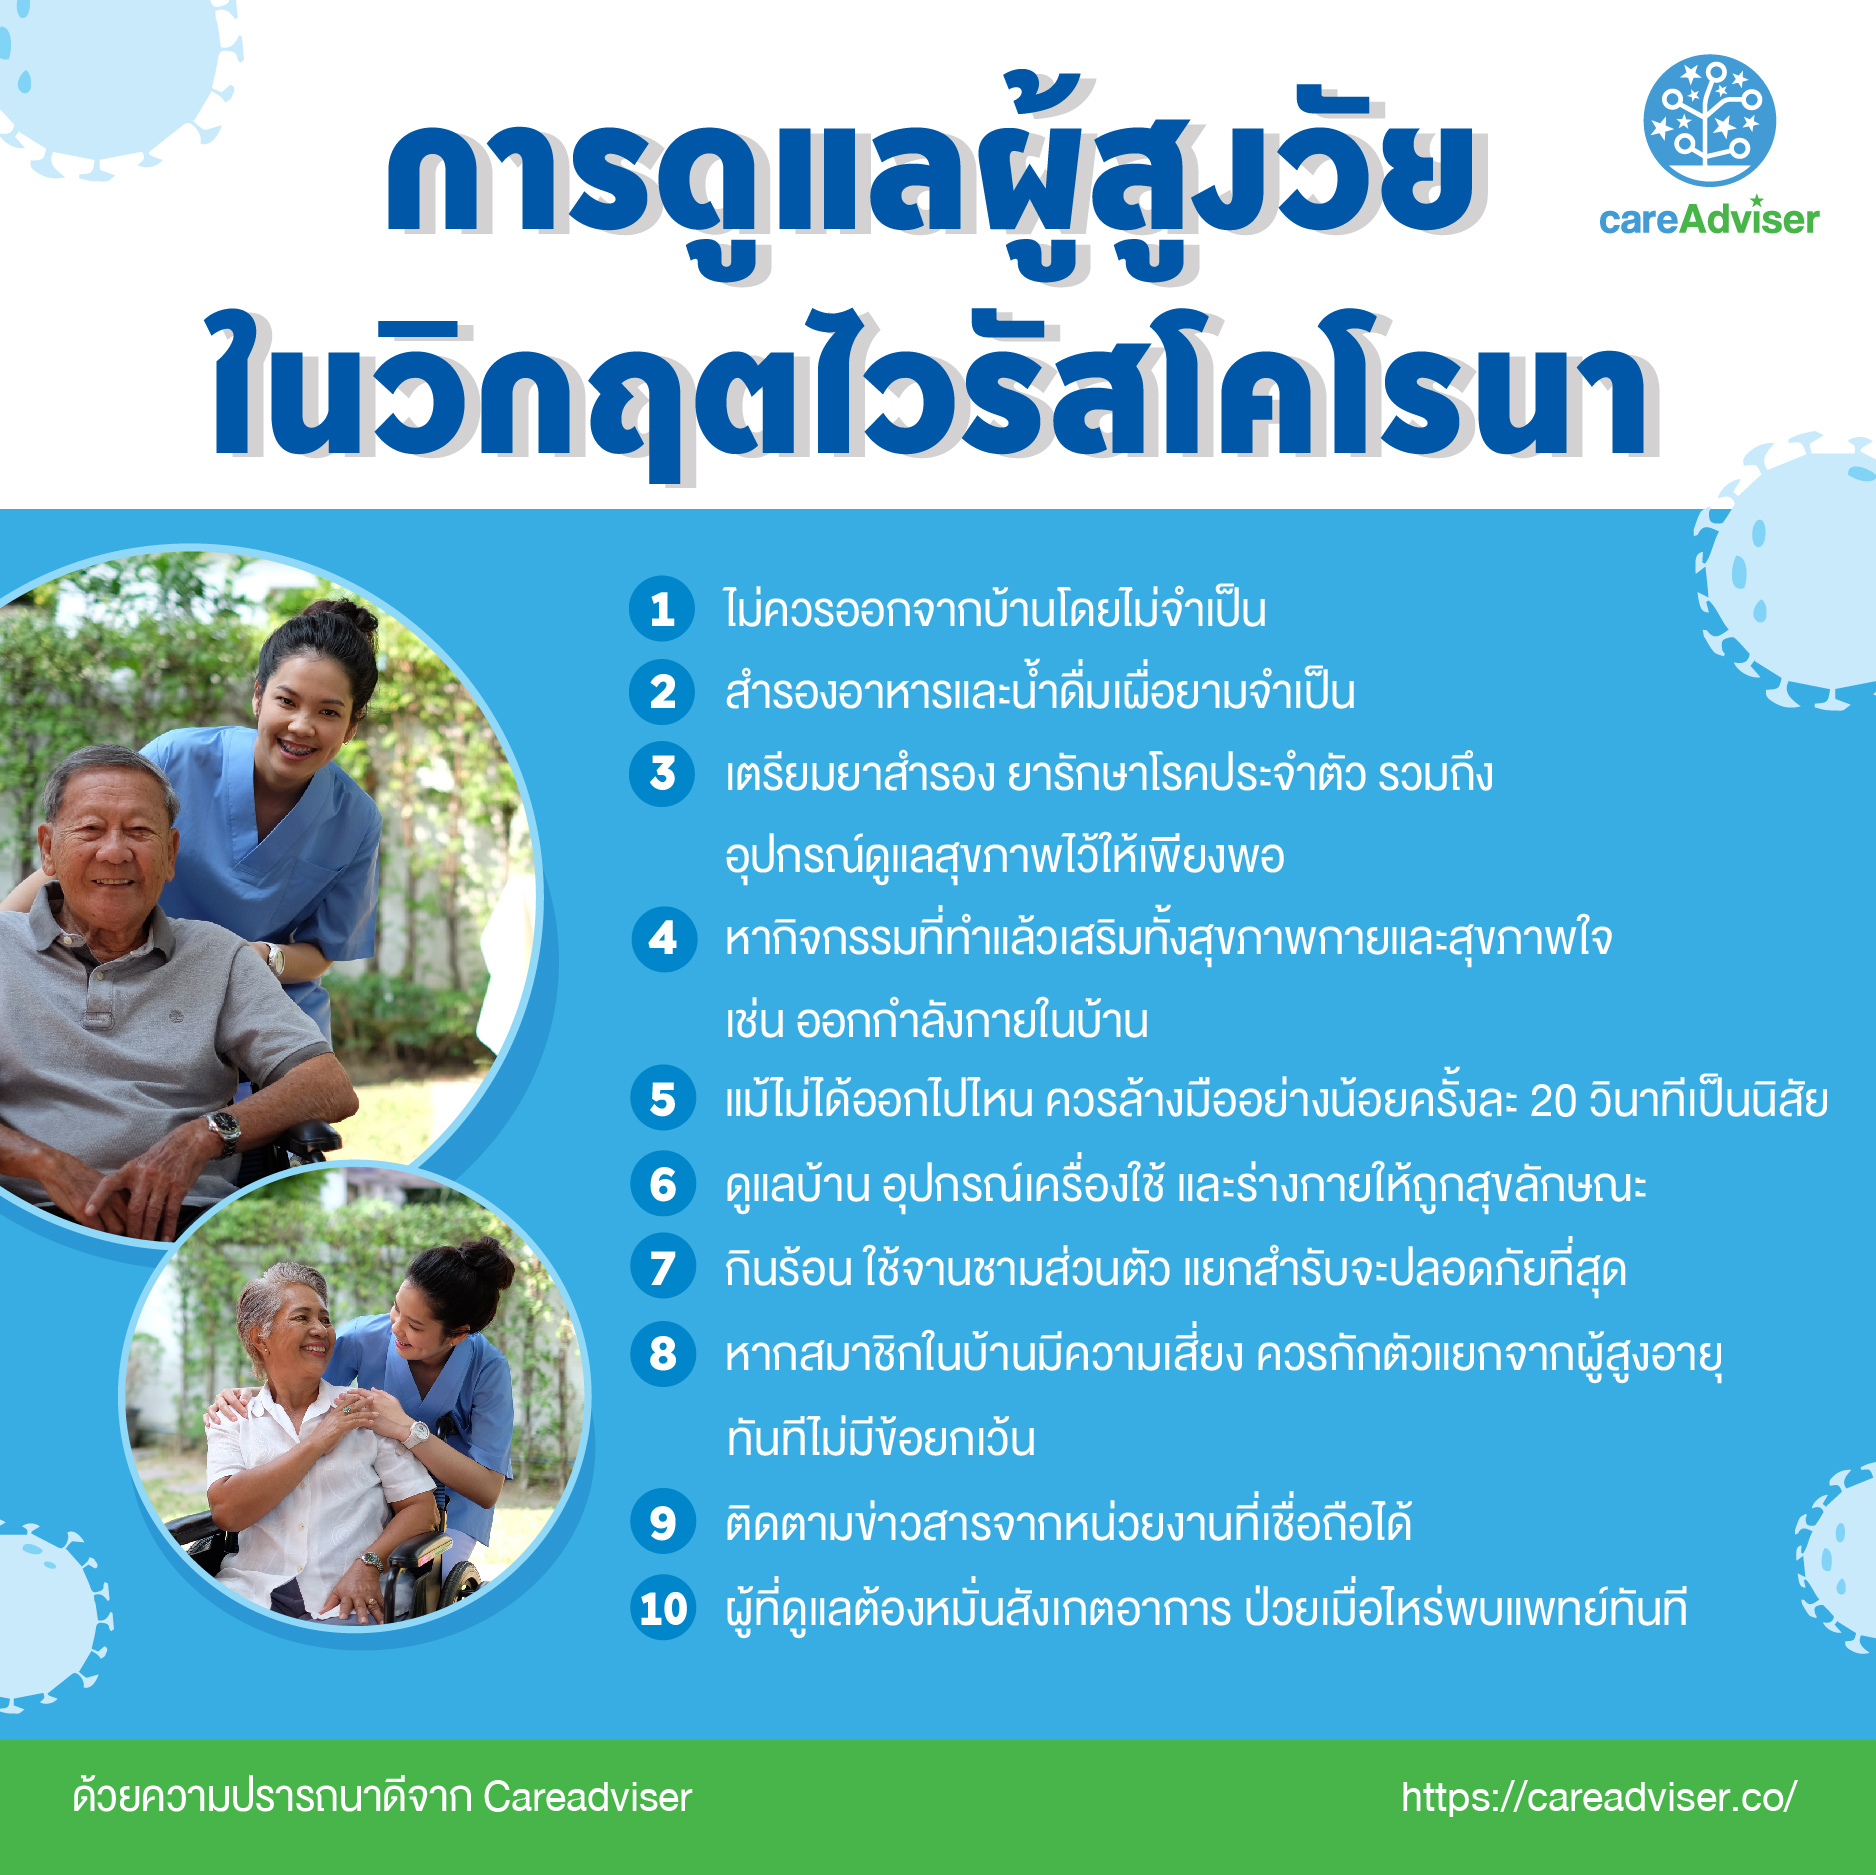 การดูแลผู้สูงวัย
ในวิกฤตไวรัสโคโรนา
careAdviser
1 ไม่ควรออกจากบ้านโดยไม่จำเป็น
2 สำรองอาหารและน้ำดื่มเผื่อยามจำเป็น
3 เตรียมยาสำรอง ยารักษาโรคประจำตัว รวมถึง
อุปกรณ์ดูแลสุขภาพไว้ให้เพียงพอ
4 หากิจกรรมที่ทำแล้วเสริมทั้งสุขภาพกายและสุขภาพใจ
เช่น ออกกำลังกายในบ้าน
5 แม้ไม่ได้ออกไปไหน ควรล้างมืออย่างน้อยครั้งละ 20 วินาทีเป็นนิสัย
6 ดูแลบ้าน อุปกรณ์เครื่องใช้ และร่างกายให้ถูกสุขลักษณะ
7 กินร้อน ใช้จานชามส่วนตัว แยกสำรับจะปลอดภัยที่สุด
8 หากสมาชิกในบ้านมีความเสี่ยง ควรกักตัวแยกจากผู้สูงอายุ
ทันทีไม่มีข้อยกเว้น
9 ติดตามข่าวสารจากหน่วยงานที่เชื่อถือได้
10 ผู้ที่ดูแลต้องหมั่นสังเกตอาการ ป่วยเมื่อไหร่พบแพทย์ทันที
ด้วยความปรารถนาดีจาก Careadviser
https://careadviser.co/